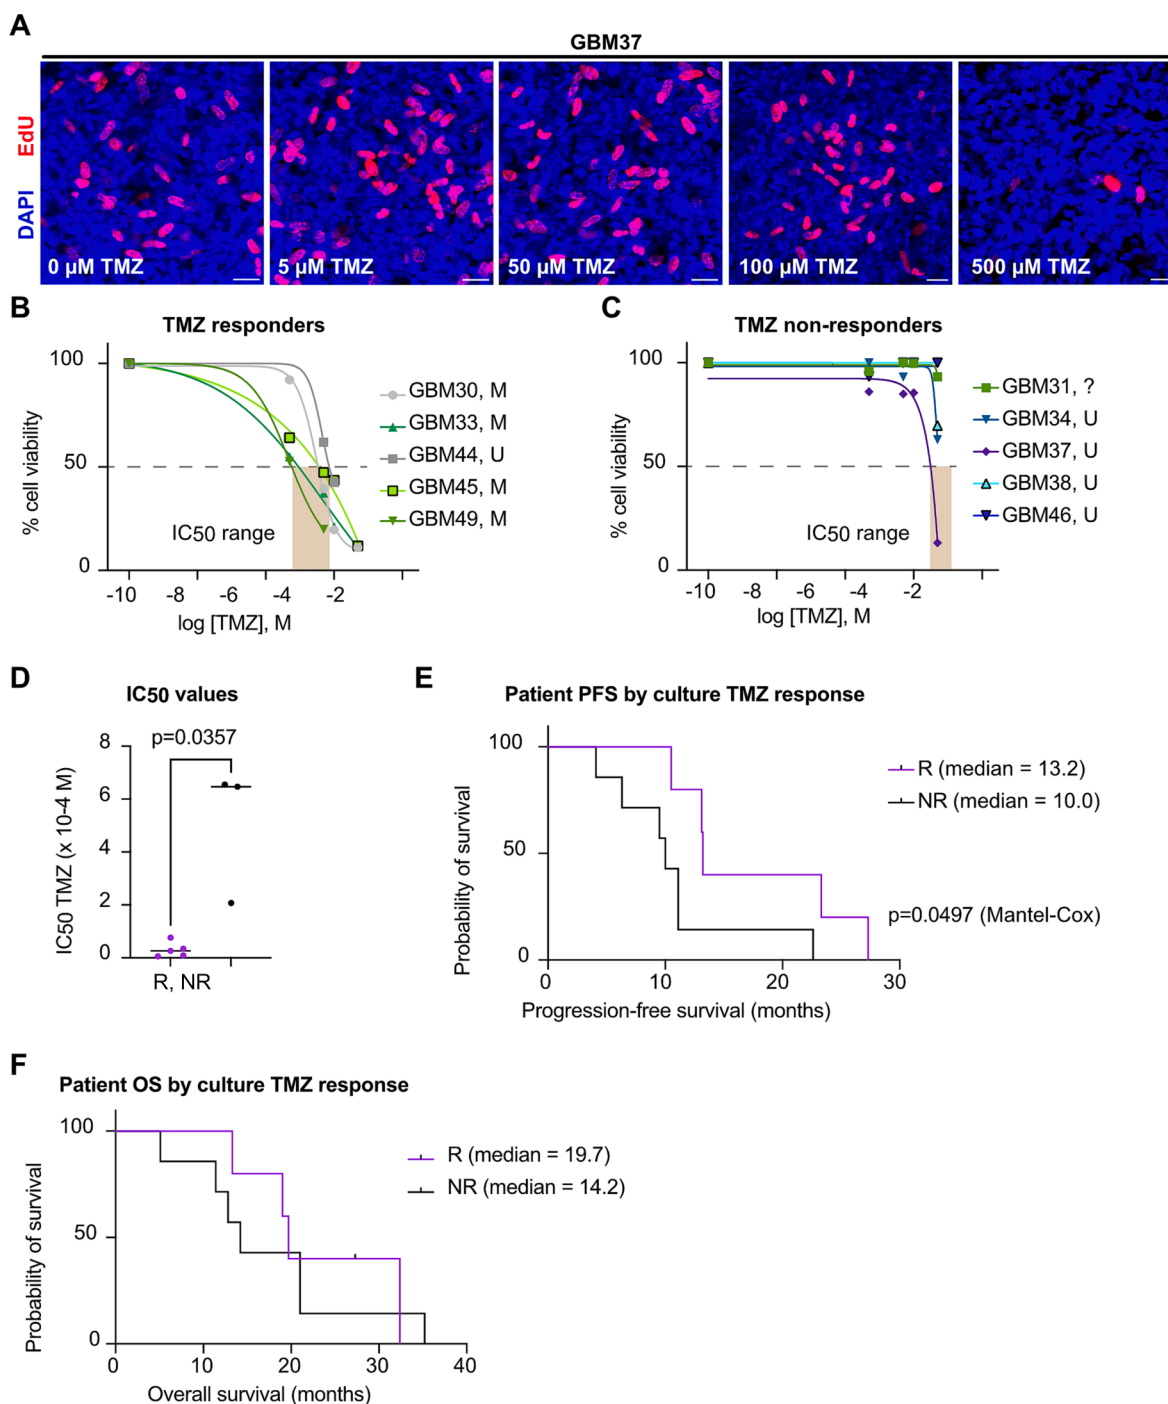 A
GBM37
DAPI EdU
0 µM TMZ
5 µM TMZ
50 µM TMZ
100 µM TMZ
500 µM TMZ
B
TMZ responders
100
50
0
% cell viability
IC50 range
-10 -8 -6 -4 -2
log [TMZ], M
GBM30, M
GBM33, M
GBM44, U
GBM45, M
GBM49, M
C
TMZ non-responders
100
50
0
% cell viability
IC50 range
-10 -8 -6 -4 -2
log [TMZ], M
GBM31, ?
GBM34, U
GBM37, U
GBM38, U
GBM46, U
D
IC50 values
p=0.0357
8
6
4
2
0
IC50 TMZ (x 10-4 M)
R, NR
E
Patient PFS by culture TMZ response
100
50
0
Probability of survival
R (median = 13.2)
NR (median = 10.0)
p=0.0497 (Mantel-Cox)
0 10 20 30
Progression-free survival (months)
F
Patient OS by culture TMZ response
100
50
0
Probability of survival
R (median = 19.7)
NR (median = 14.2)
0 10 20 30 40
Overall survival (months)